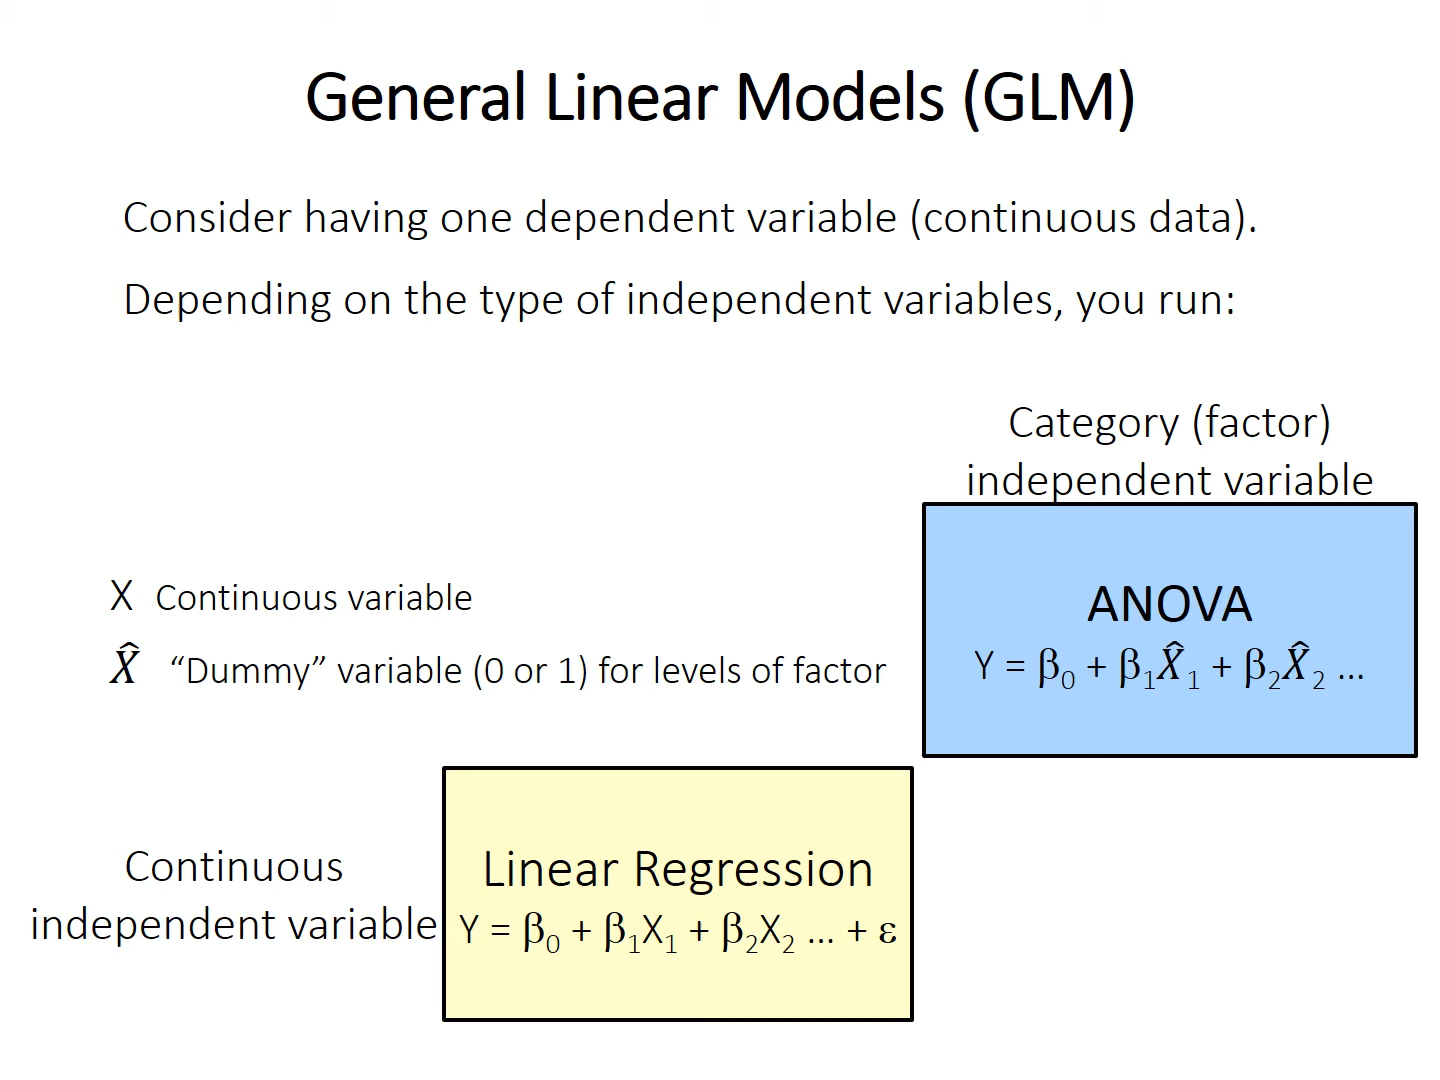 General Linear Models (GLM)
Consider having one dependent variable (continuous data).
Depending on the type of independent variables, you run:
Category (factor)
independent variable
X Continuous variable
X̂ “Dummy” variable (0 or 1) for levels of factor
ANOVA
Y = β₀ + β₁X̂₁ + β₂X̂₂ ...
Continuous
independent variable
Linear Regression
Y = β₀ + β₁X₁ + β₂X₂ ... + ε